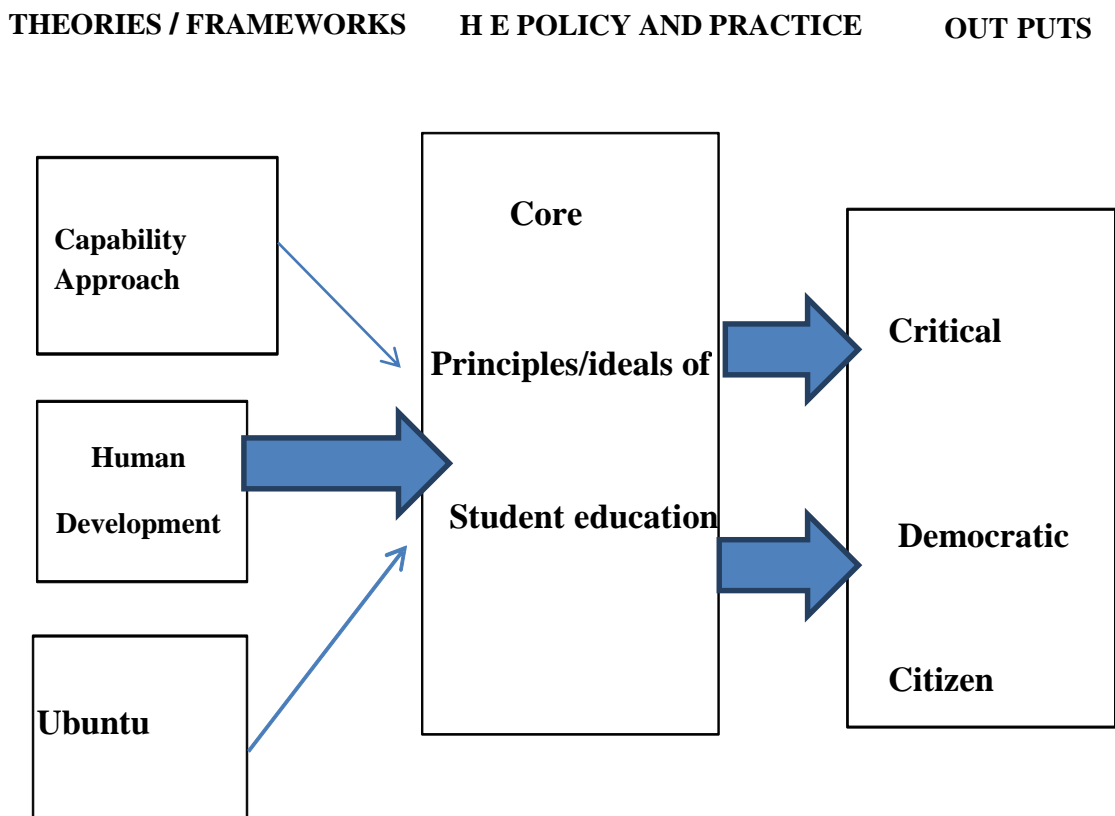 THEORIES / FRAMEWORKS
H E POLICY AND PRACTICE
OUT PUTS
Capability
Approach
Human
Development
Ubuntu
Core
Principles/ideals of
Student education
Critical
Democratic
Citizen